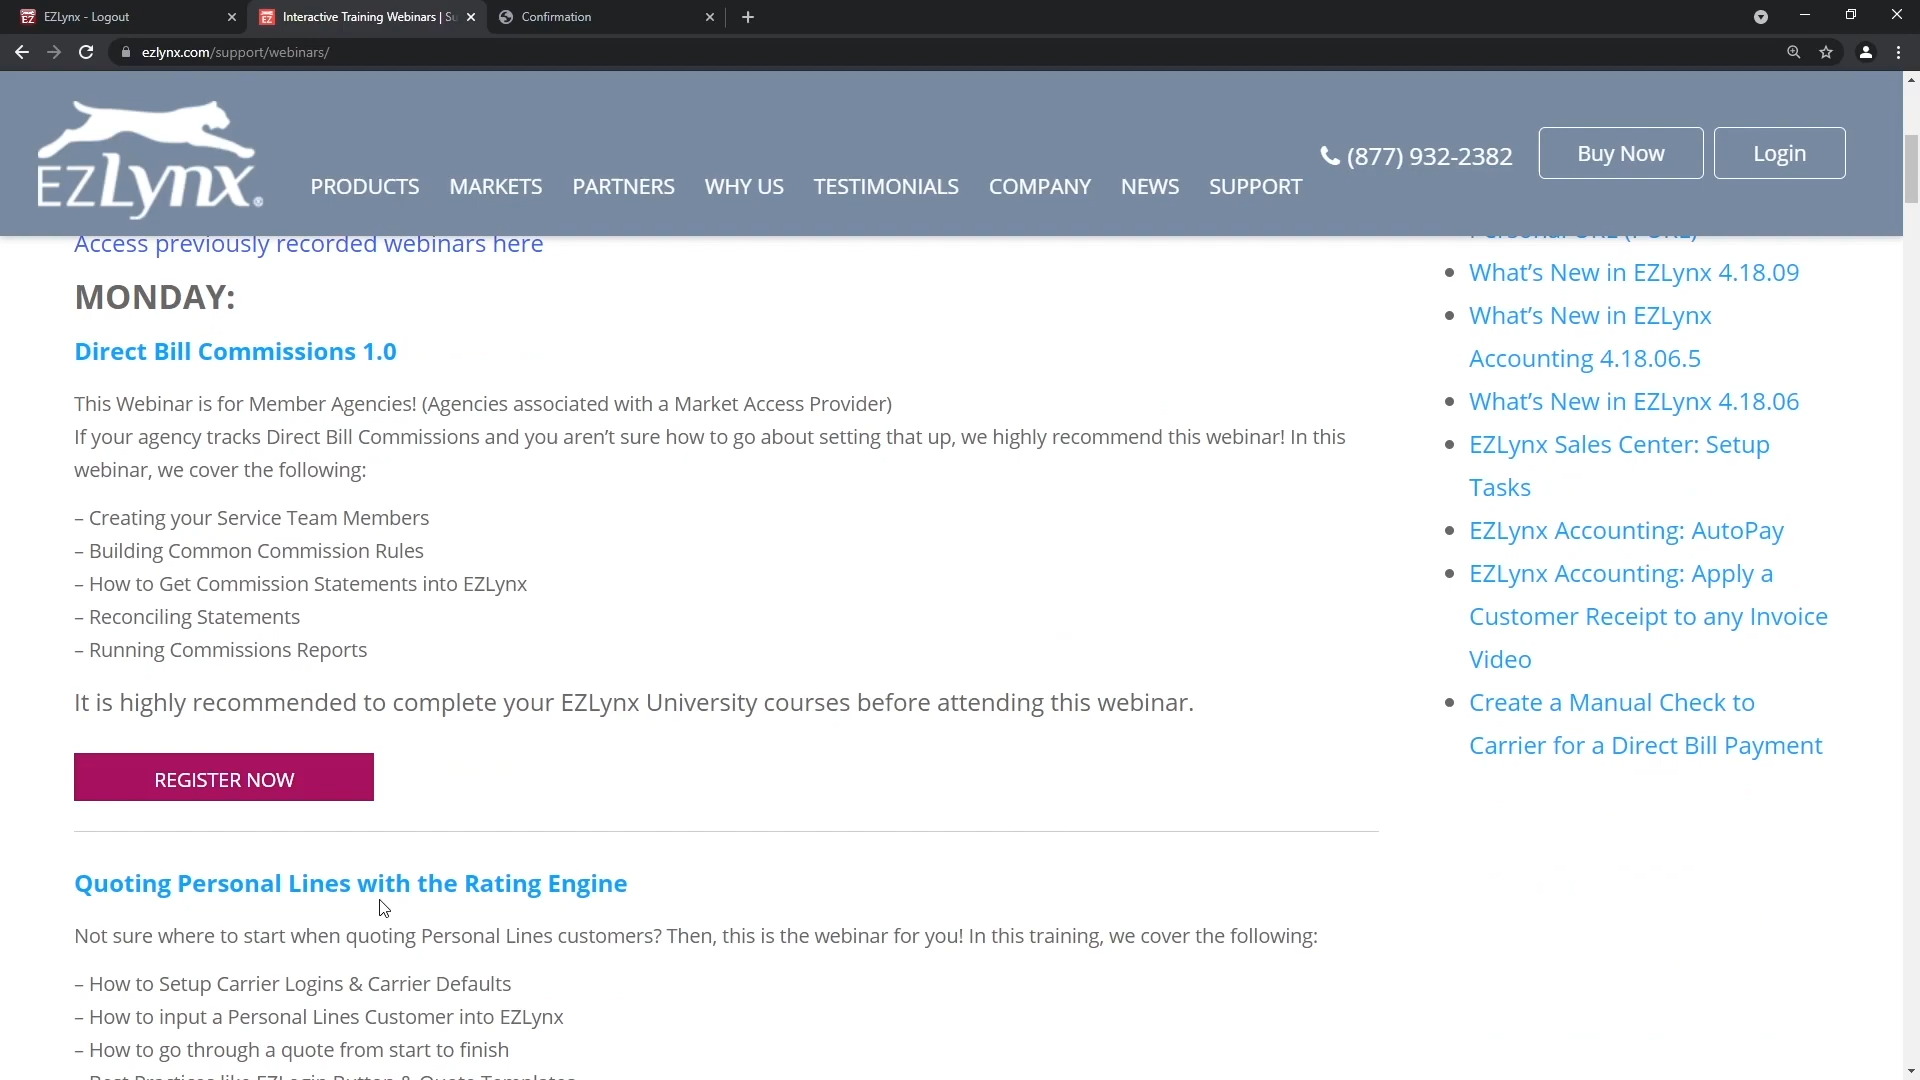 EZLynx - Logout
Interactive Training Webinars | Su
Confirmation
ezlynx.com/support/webinars/
EZLynx®
PRODUCTS
MARKETS
PARTNERS
WHY US
TESTIMONIALS
COMPANY
NEWS
SUPPORT
(877) 932-2382
Buy Now
Login
Access previously recorded webinars here
MONDAY:
Direct Bill Commissions 1.0
This Webinar is for Member Agencies! (Agencies associated with a Market Access Provider)
If your agency tracks Direct Bill Commissions and you aren’t sure how to go about setting that up, we highly recommend this webinar! In this
webinar, we cover the following:
– Creating your Service Team Members
– Building Common Commission Rules
– How to Get Commission Statements into EZLynx
– Reconciling Statements
– Running Commissions Reports
It is highly recommended to complete your EZLynx University courses before attending this webinar.
REGISTER NOW
Quoting Personal Lines with the Rating Engine
Not sure where to start when quoting Personal Lines customers? Then, this is the webinar for you! In this training, we cover the following:
– How to Setup Carrier Logins & Carrier Defaults
– How to input a Personal Lines Customer into EZLynx
– How to go through a quote from start to finish
What’s New in EZLynx 4.18.09
What’s New in EZLynx
Accounting 4.18.06.5
What’s New in EZLynx 4.18.06
EZLynx Sales Center: Setup
Tasks
EZLynx Accounting: AutoPay
EZLynx Accounting: Apply a
Customer Receipt to any Invoice
Video
Create a Manual Check to
Carrier for a Direct Bill Payment